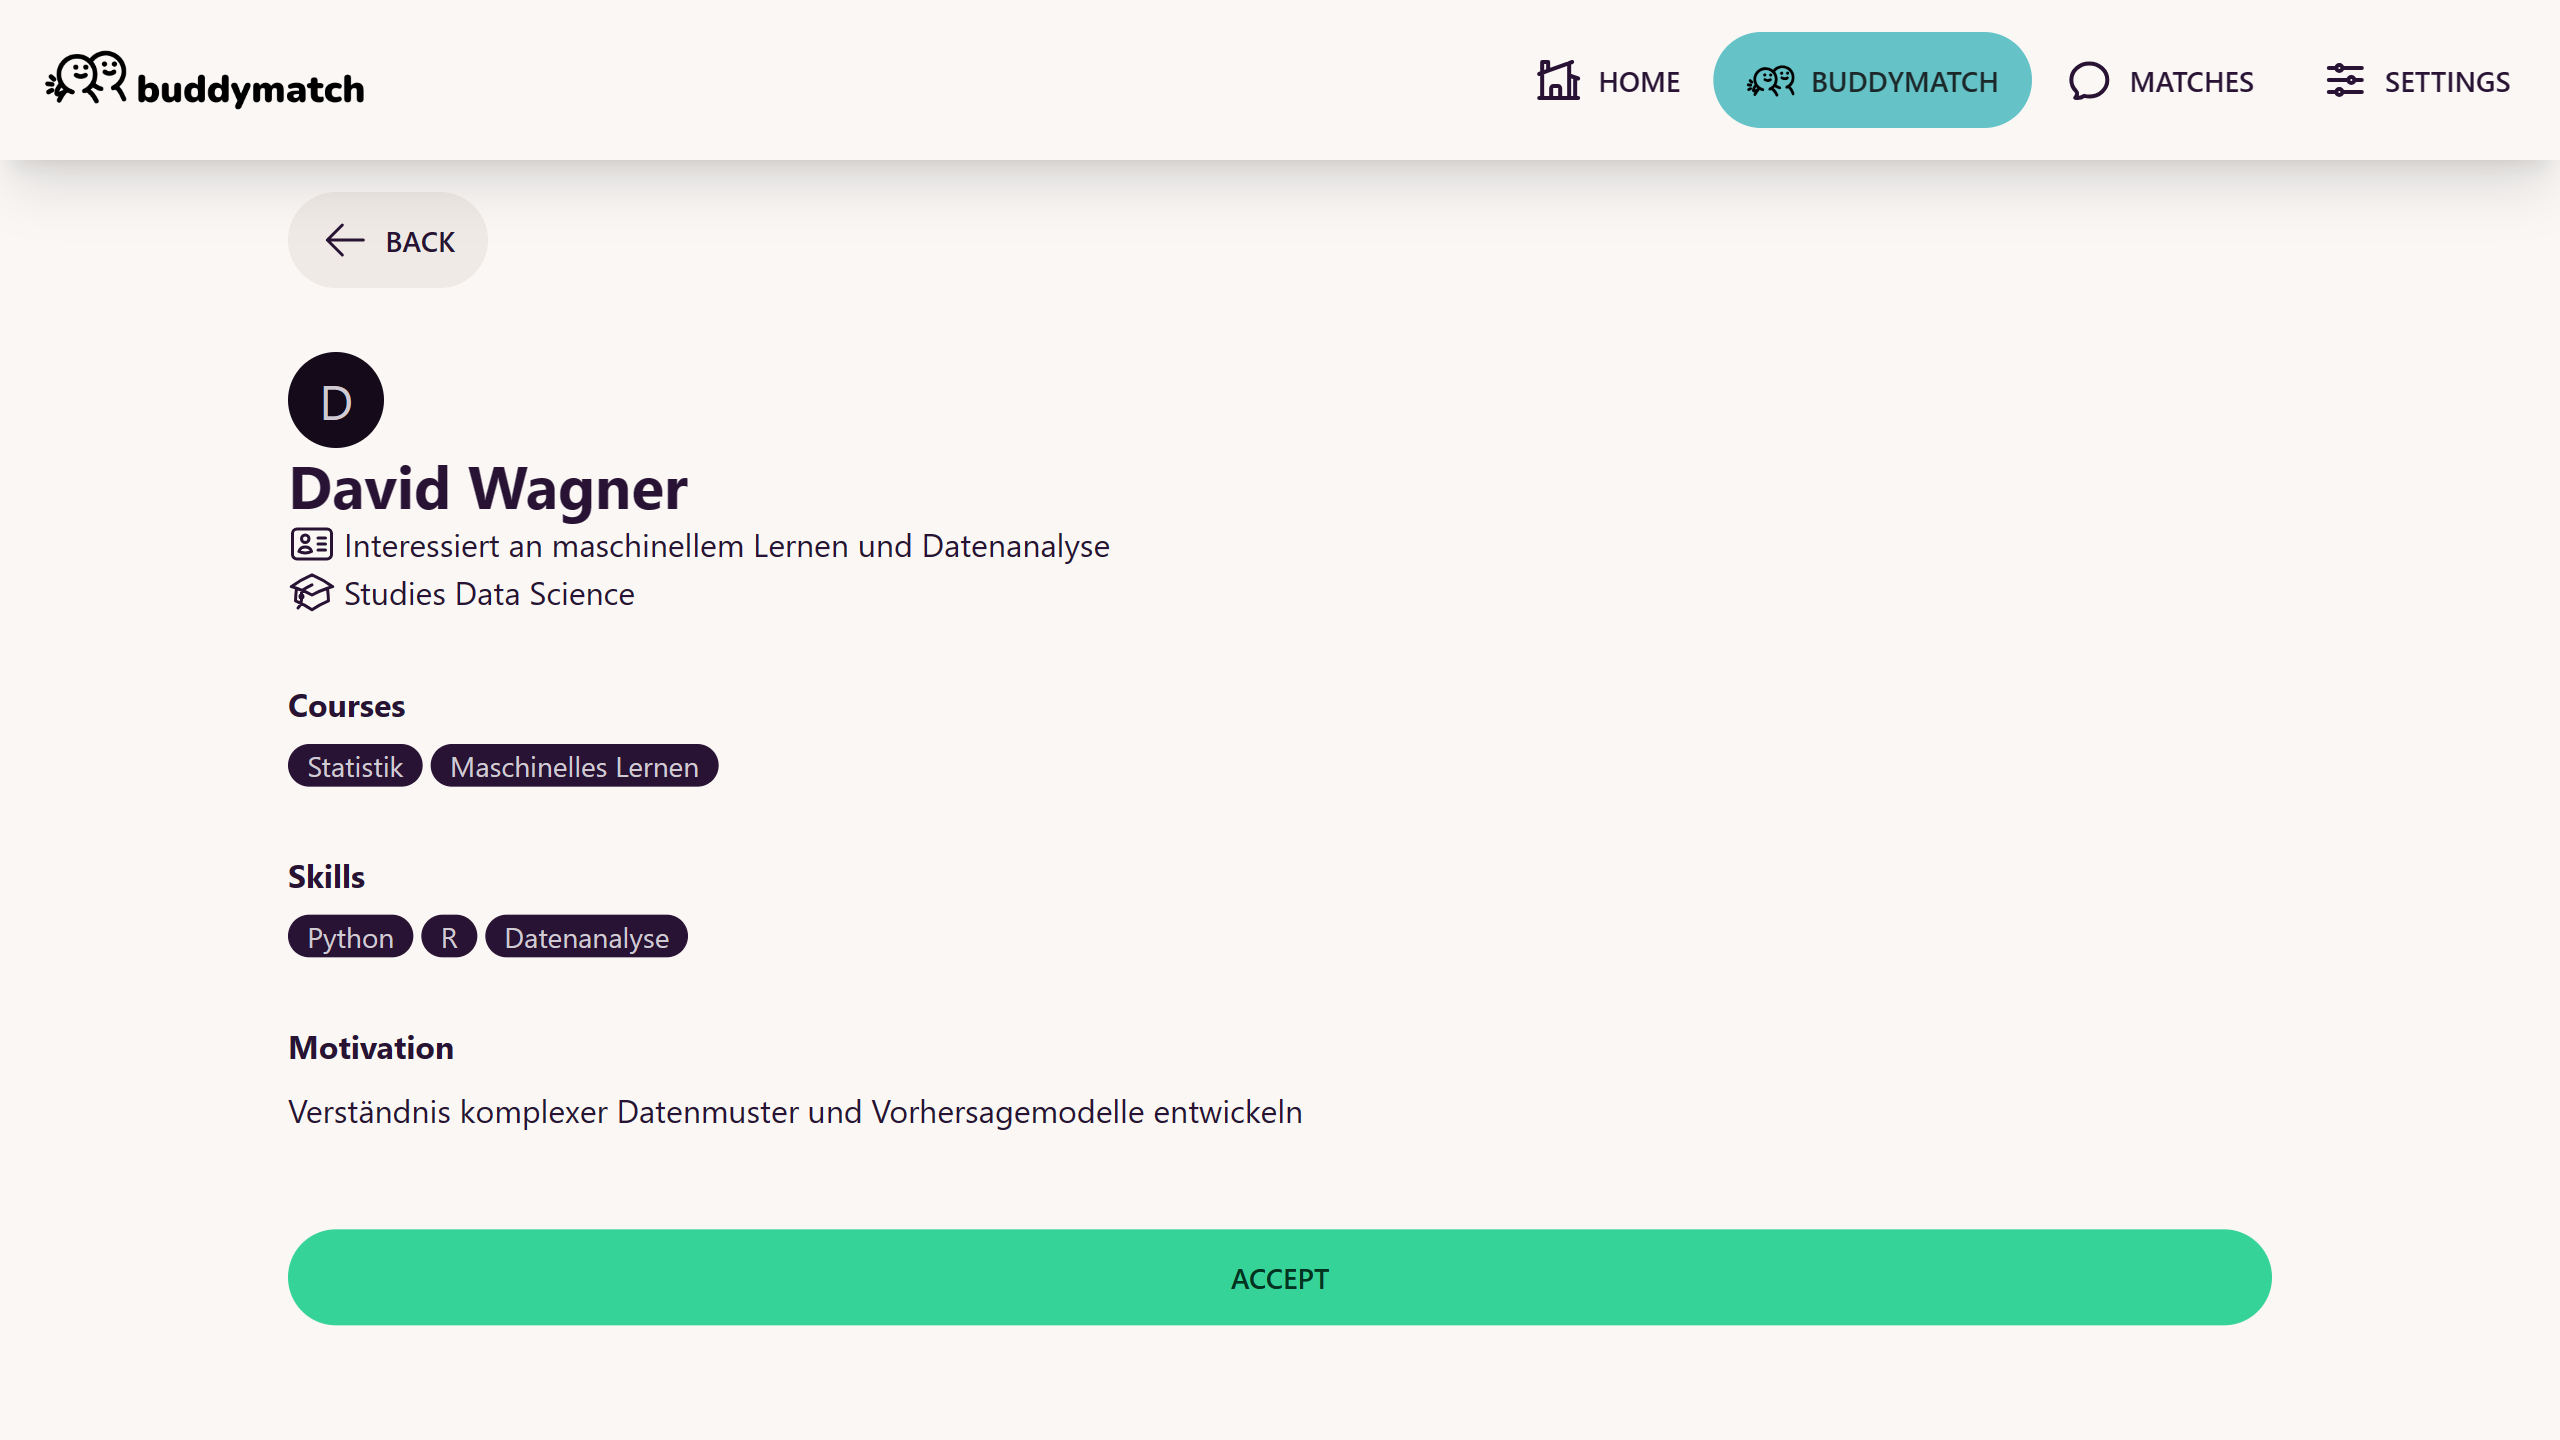 buddymatch
HOME
BUDDYMATCH
MATCHES
SETTINGS
BACK
D
David Wagner
Interessiert an maschinellem Lernen und Datenanalyse
Studies Data Science
Courses
Statistik Maschinelles Lernen
Skills
Python R Datenanalyse
Motivation
Verständnis komplexer Datenmuster und Vorhersagemodelle entwickeln
ACCEPT